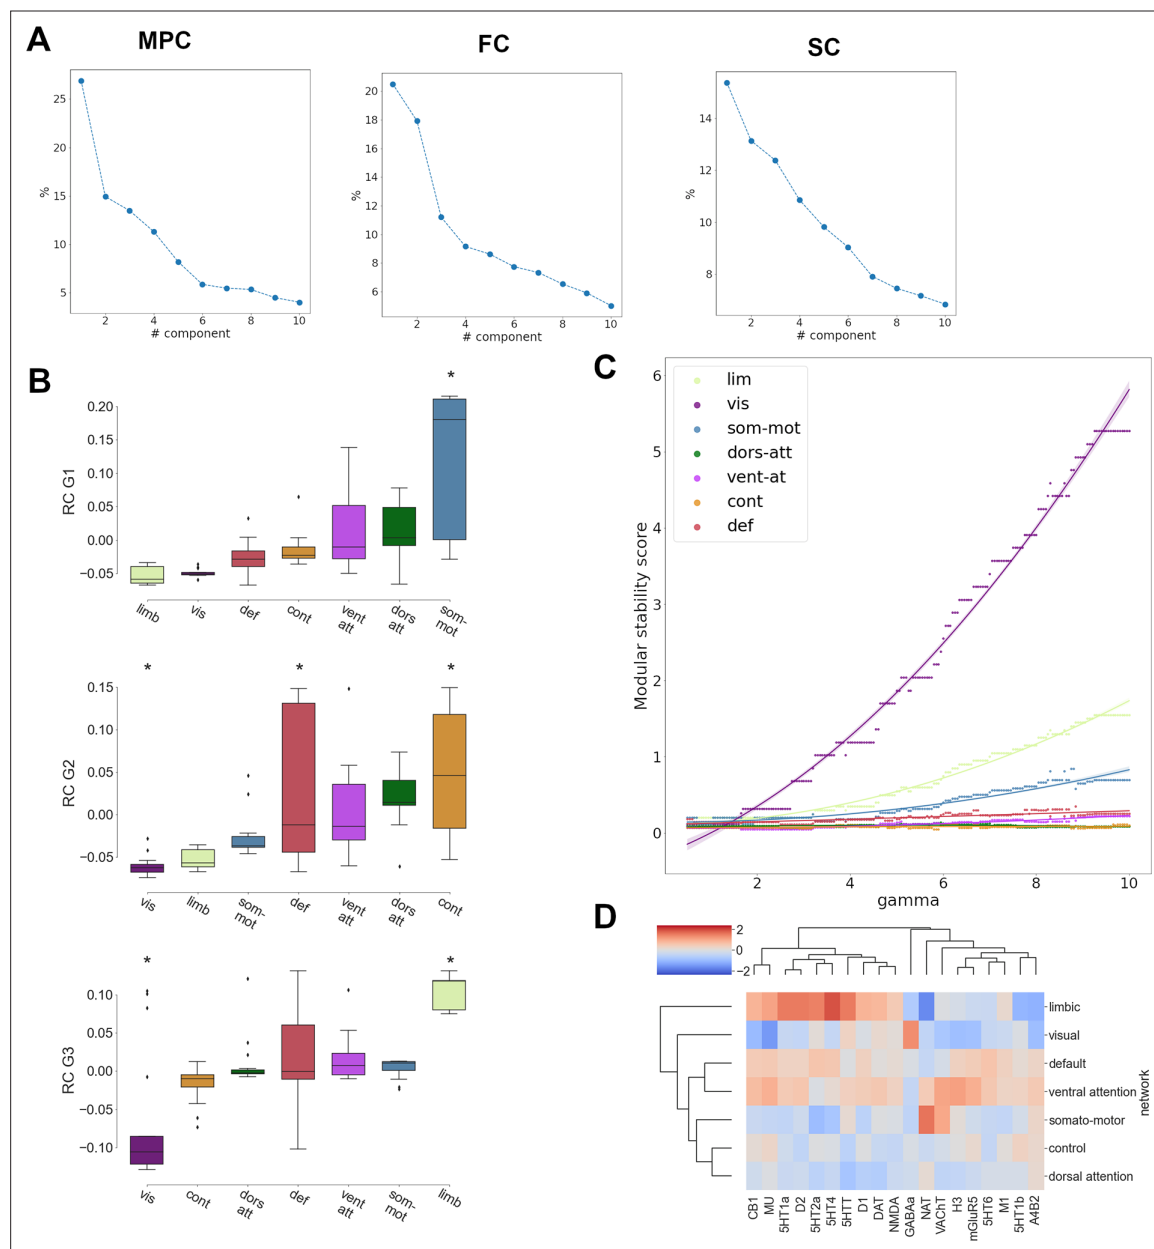 A
MPC
FC
SC
25
15
10
5
%
2
4
6
8
10
# component
20
18
16
14
12
10
8
6
%
2
4
6
8
10
# component
14
12
10
8
%
2
4
6
8
10
# component
B
*
0.20
0.15
0.10
0.05
0.00
−0.05
RC G1
limb
vis
def
cont
vent
att
dors
att
som-
mot
* * *
0.15
0.10
0.05
0.00
−0.05
RC G2
vis
limb
som-
mot
def
vent
att
dors
att
cont
* *
0.10
0.05
0.00
−0.05
−0.10
RC G3
vis
cont
dors
att
def
vent
att
som-
mot
limb
C
lim
vis
som-mot
dors-att
vent-at
cont
def
6
5
4
3
2
1
0
Modular stability score
2
4
6
8
10
gamma
D
2
0
−2
limbic
visual
default
ventral attention
somato-motor
control
dorsal attention
network
CB1
MU
5HT1a
D2
5HT2a
5HT4
5HTT
D1
DAT
NMDA
GABAa
NAT
VAChT
H3
mGluR5
5HT6
M1
5HT1b
A4B2